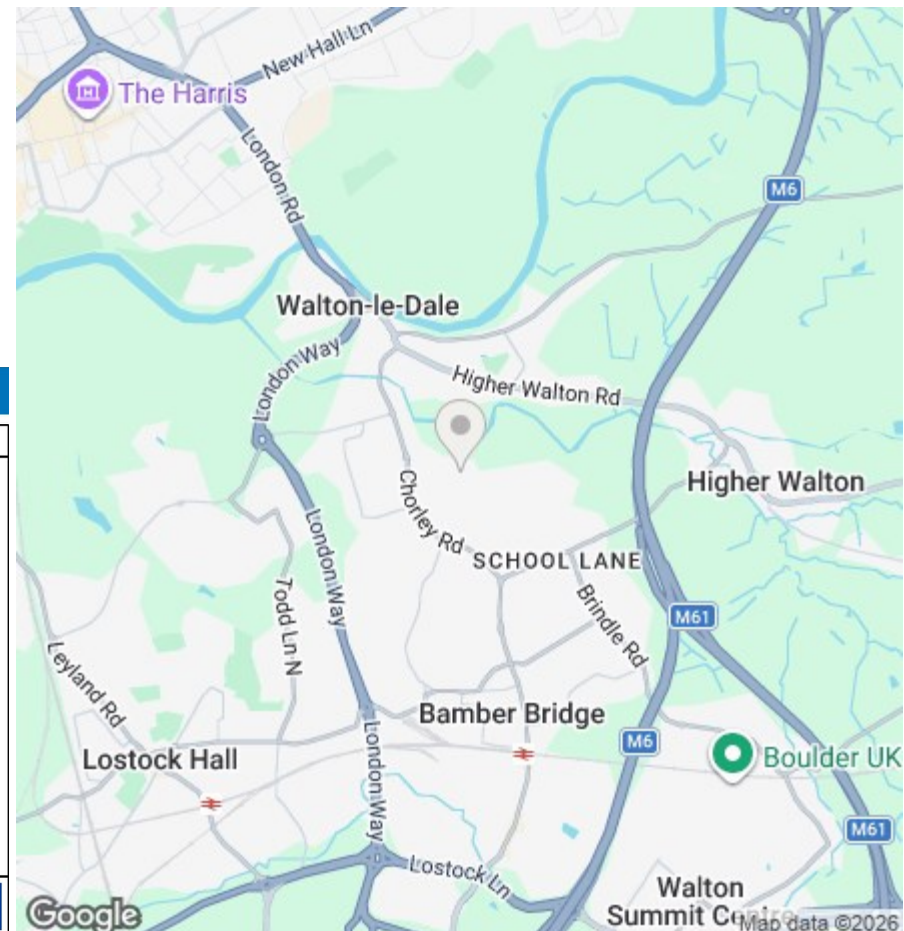 New Hall Ln
The Harris
London Rd
M6
Walton-le-Dale
London Way
Higher Walton Rd
Higher Walton
Chorley Rd
SCHOOL LANE
London Way
Todd Ln N
Brindle Rd
M61
Leyland Rd
Bamber Bridge
M6
Lostock Hall
London Way
Boulder UK
M61
Lostock Ln
Walton
Summit Centre
Google
Map data ©2026